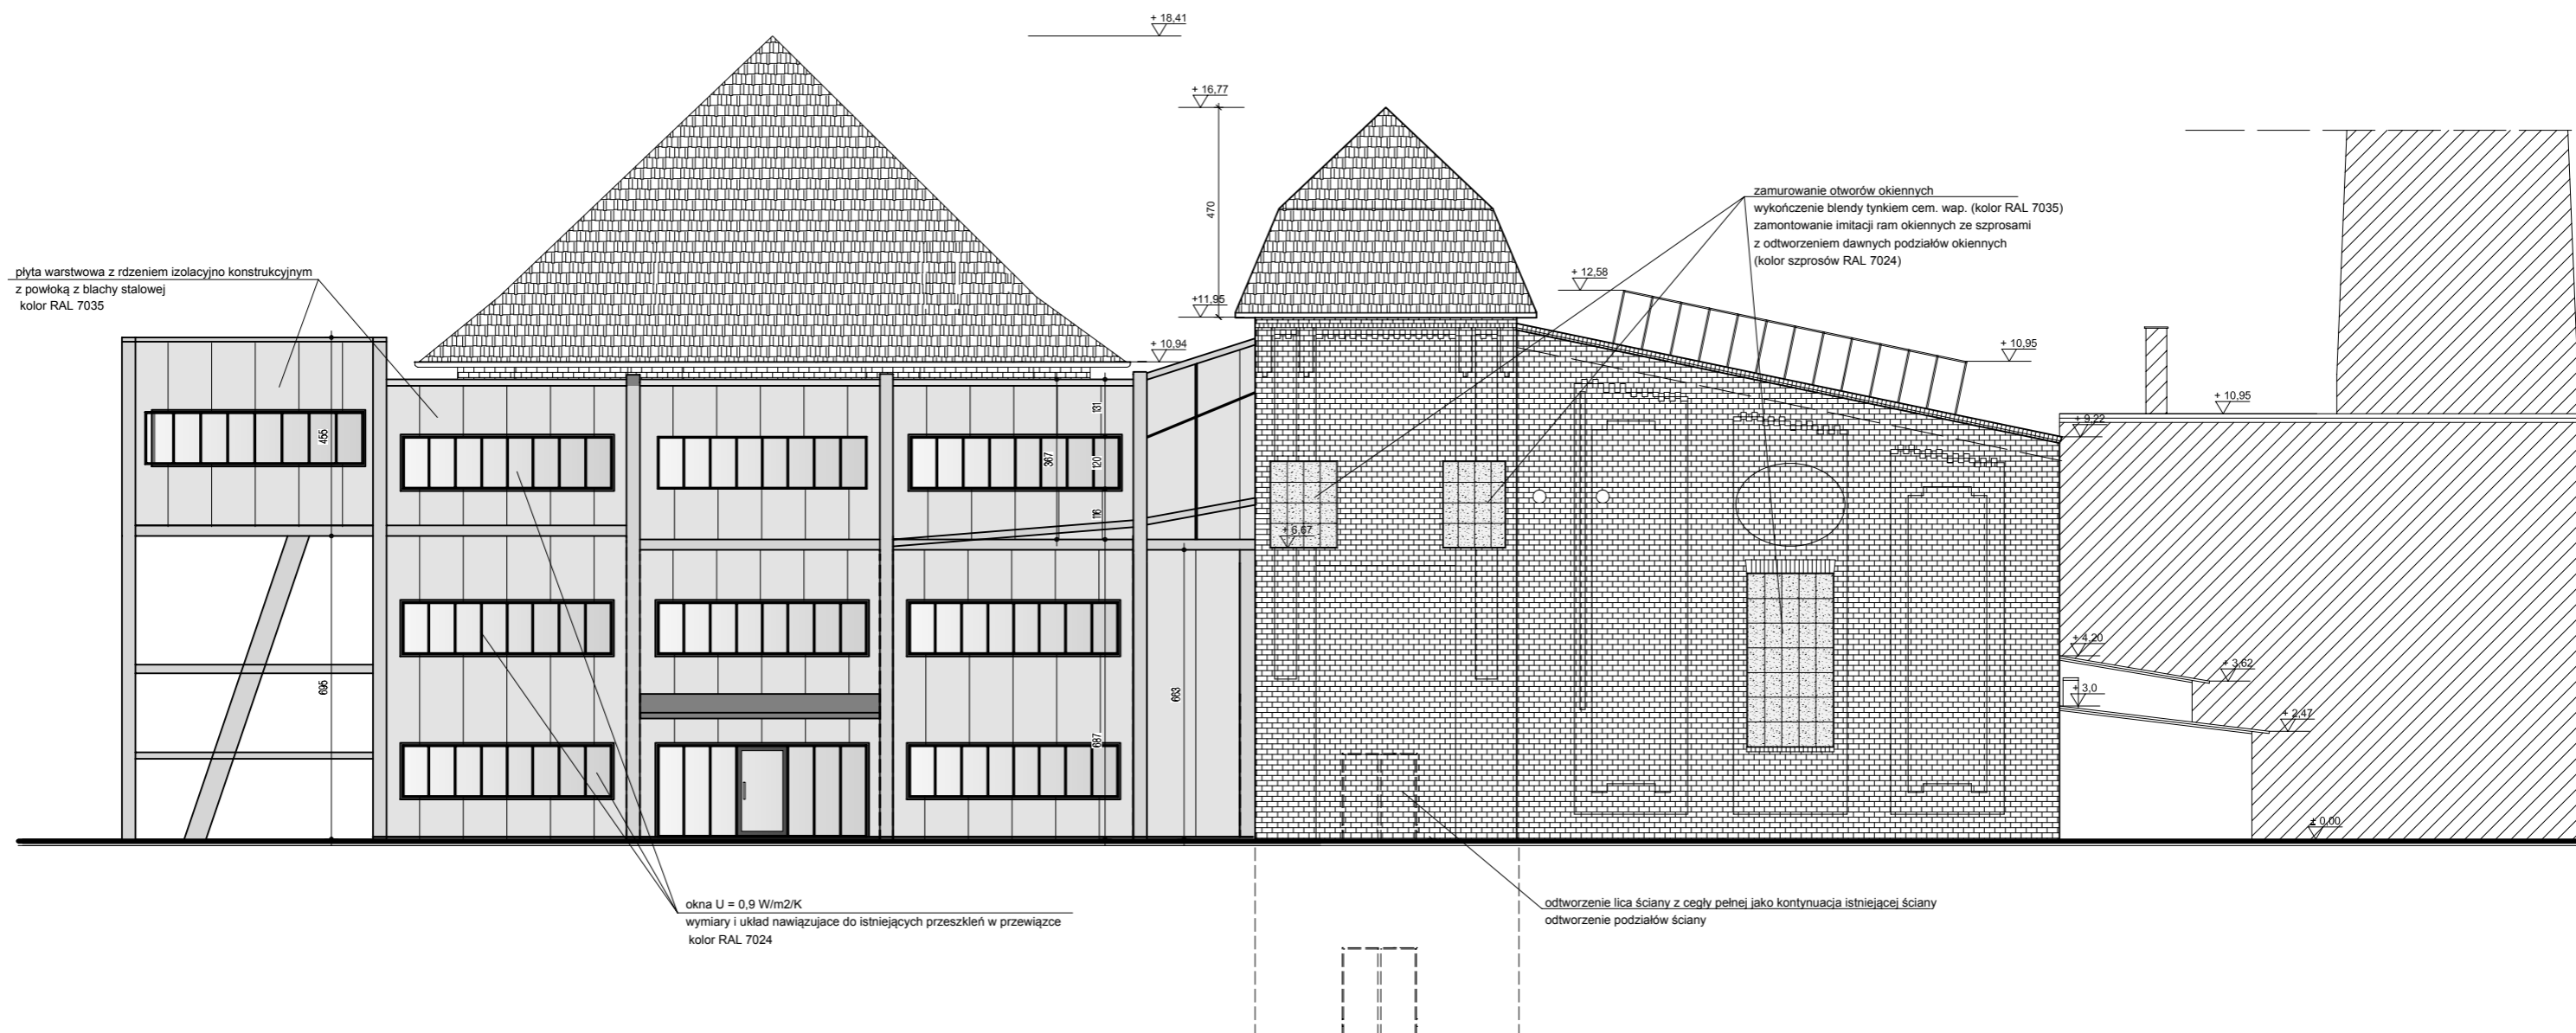 + 18,41
+ 16,77
470
zamurowanie otworów okiennych
wykończenie blendy tynkiem cem. wap. (kolor RAL 7035)
zamontowanie imitacji ram okiennych ze szprosami
z odtworzeniem dawnych podziałów okiennych
(kolor szprosów RAL 7024)
płyta warstwowa z rdzeniem izolacyjno konstrukcyjnym
z powłoką z blachy stalowej
kolor RAL 7035
+ 12,58
+11,95
+ 10,94
+ 10,95
+ 10,95
+ 9,22
131
455
367
120
116
+ 6,67
+ 4,20
+ 3,62
+ 3,0
+ 2,47
695
663
687
± 0,00
okna U = 0,9 W/m2/K
wymiary i układ nawiązujace do istniejących przeszkleń w przewiązce
kolor RAL 7024
odtworzenie lica ściany z cegły pełnej jako kontynuacja istniejącej ściany
odtworzenie podziałów ściany